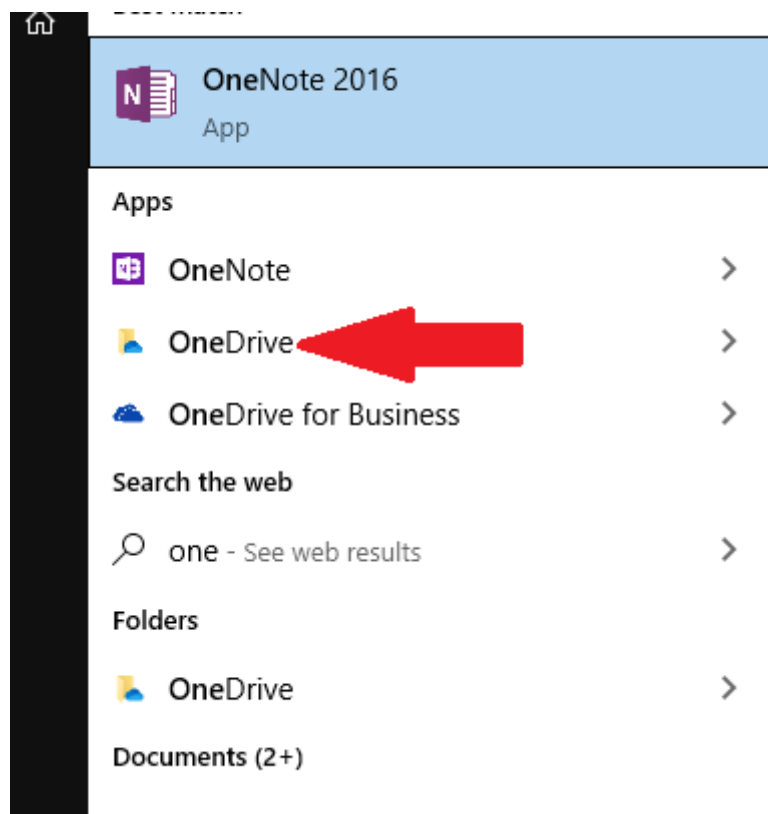 OneNote 2016
App
Apps
OneNote
OneDrive
OneDrive for Business
Search the web
one - See web results
Folders
OneDrive
Documents (2+)